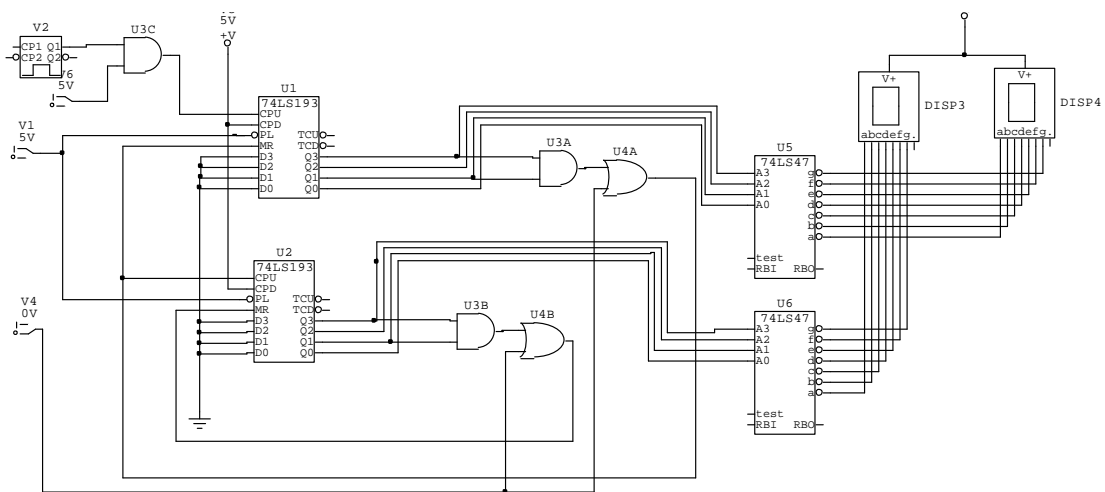 V2
CP1 Q1
CP2 Q2
5V
U3C
5V
+V
V1
5V
V4
0V
U1
74LS193
CPU
CPD
PL TCU
MR TCD
D3 Q3
D2 Q2
D1 Q1
D0 Q0
U2
74LS193
CPU
CPD
PL TCU
MR TCD
D3 Q3
D2 Q2
D1 Q1
D0 Q0
U3A
U4A
U3B
U4B
U5
74LS47
A3 g
A2 f
A1 e
A0 d
c
b
a
test
RBI RBO
U6
74LS47
A3 g
A2 f
A1 e
A0 d
c
b
a
test
RBI RBO
V+
abcdefg.
DISP3
V+
abcdefg.
DISP4